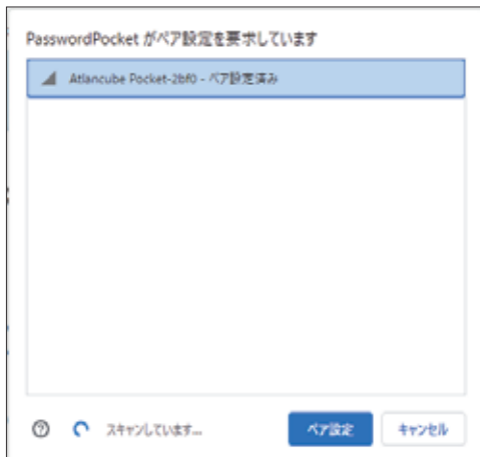 PasswordPocket がペア設定を要求しています
Atlancube Pocket-2bf0 - ペア設定済み
スキャンしています...
ペア設定
キャンセル